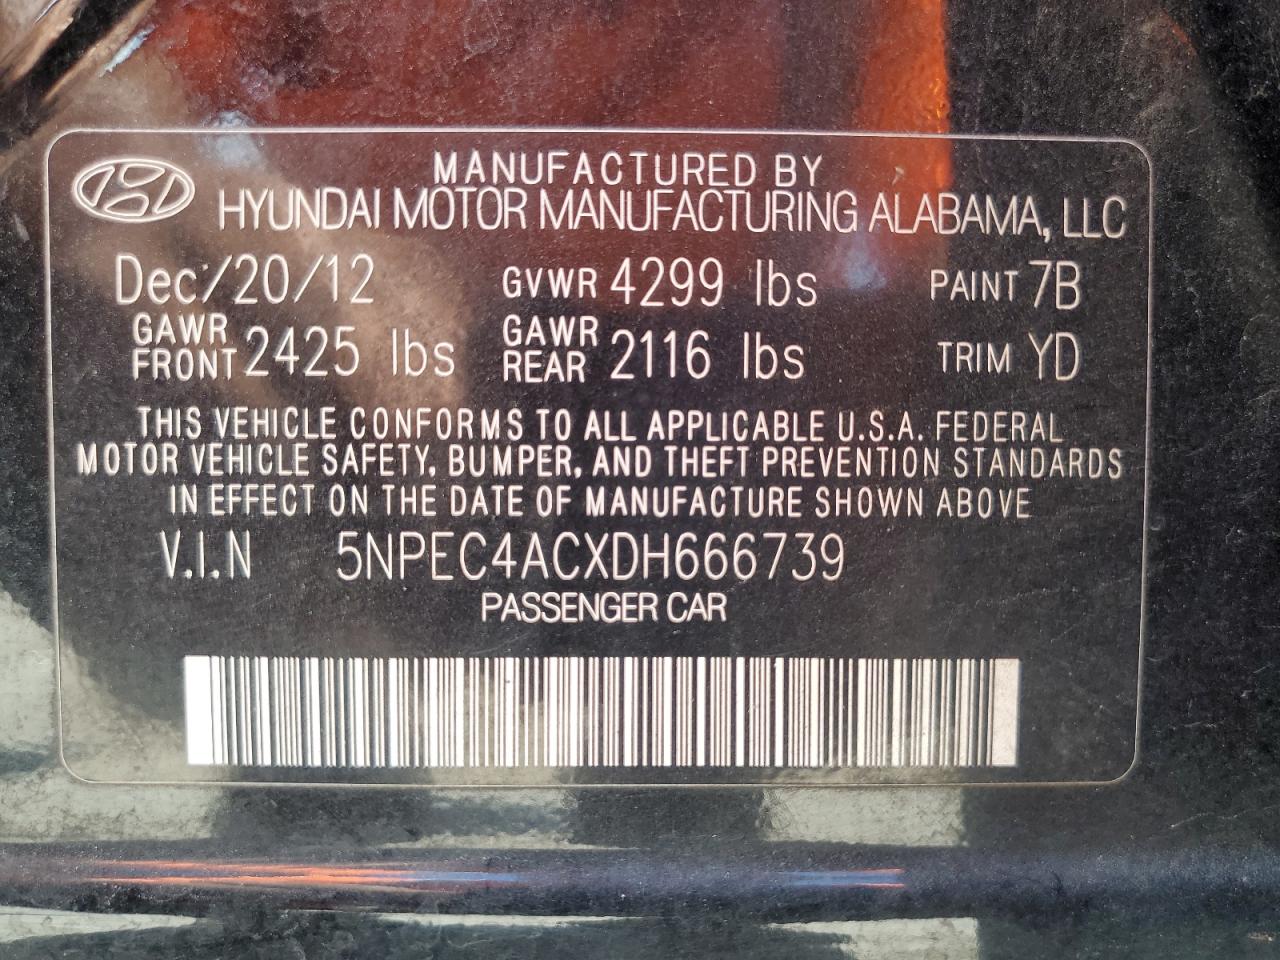 MANUFACTURED BY
HYUNDAI MOTOR MANUFACTURING ALABAMA, LLC
Dec/20/12 GVWR 4299 lbs PAINT 7B
GAWR FRONT 2425 lbs GAWR REAR 2116 lbs TRIM YD
THIS VEHICLE CONFORMS TO ALL APPLICABLE U.S.A. FEDERAL
MOTOR VEHICLE SAFETY, BUMPER, AND THEFT PREVENTION STANDARDS
IN EFFECT ON THE DATE OF MANUFACTURE SHOWN ABOVE
V.I.N 5NPEC4ACXDH666739
PASSENGER CAR